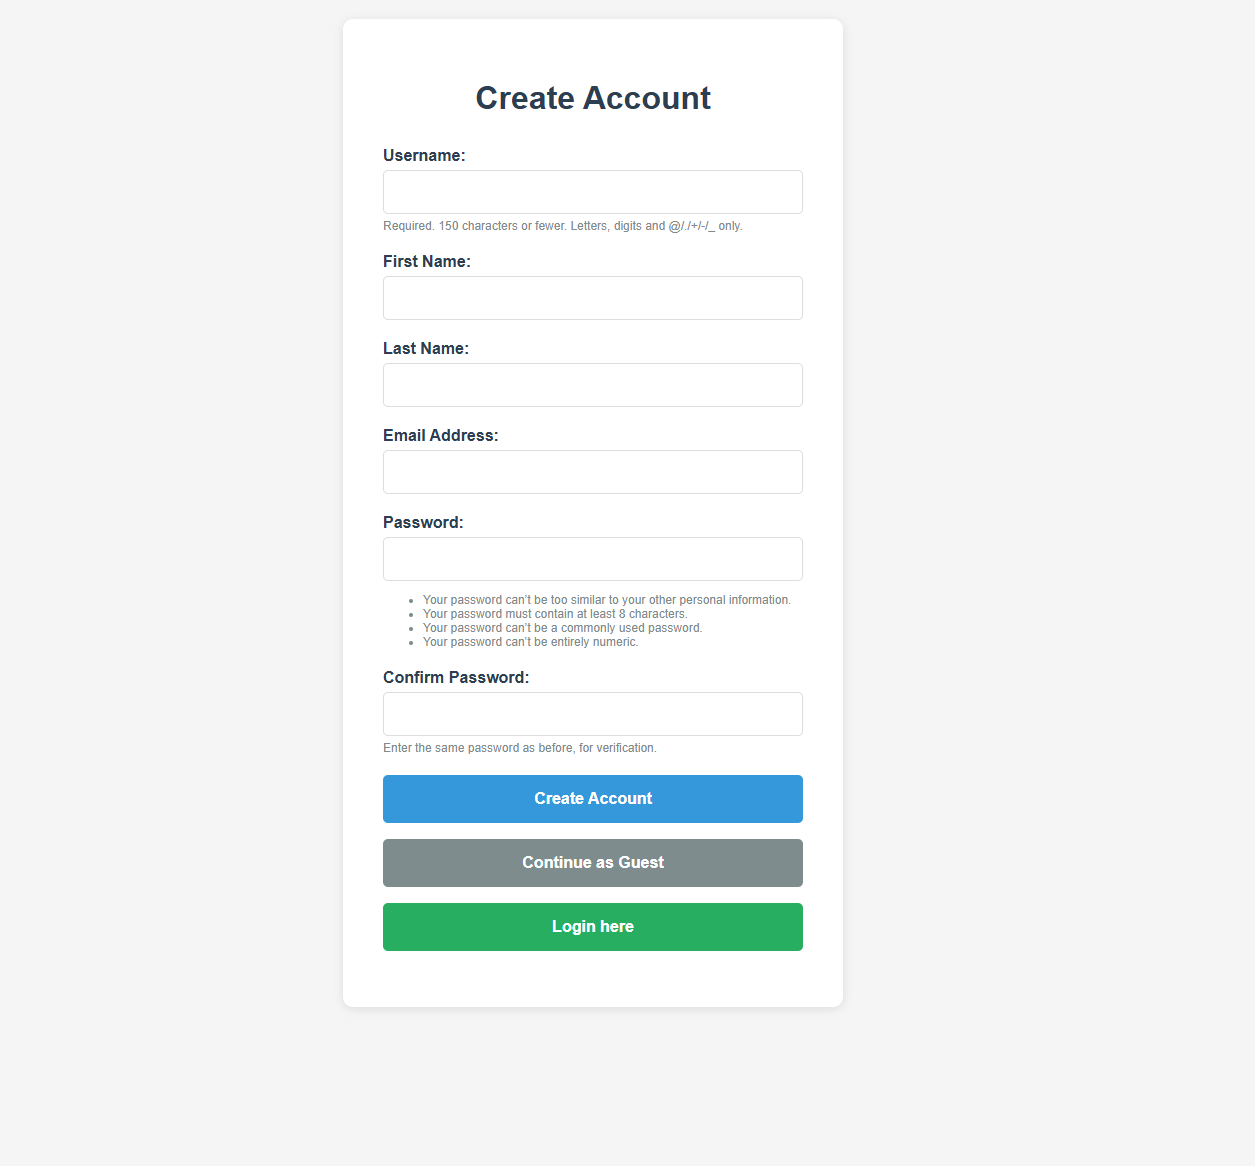 Create Account
Username:
Required. 150 characters or fewer. Letters, digits and @/./+/-/_ only.
First Name:
Last Name:
Email Address:
Password:
• Your password can't be too similar to your other personal information.
• Your password must contain at least 8 characters.
• Your password can't be a commonly used password.
• Your password can't be entirely numeric.
Confirm Password:
Enter the same password as before, for verification.
Create Account
Continue as Guest
Login here